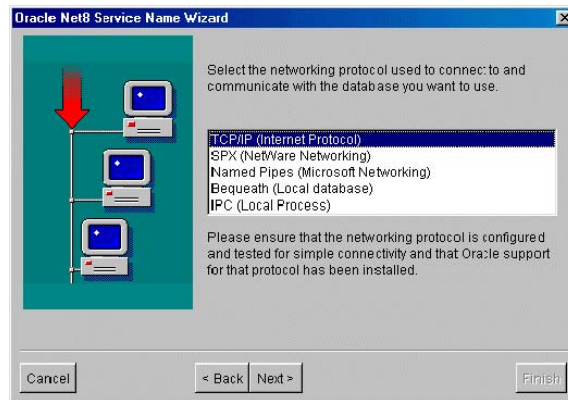 Oracle Net8 Service Name Wizard
Select the networking protocol used to connect to and
communicate with the database you want to use.
TCP/IP (Internet Protocol)
SPX (NetWare Networking)
Named Pipes (Microsoft Networking)
Bequeath (Local database)
IPC (Local Process)
Please ensure that the networking protocol is configured
and tested for simple connectivity and that Oracle support
for that protocol has been installed.
Cancel
< Back
Next >
Finish